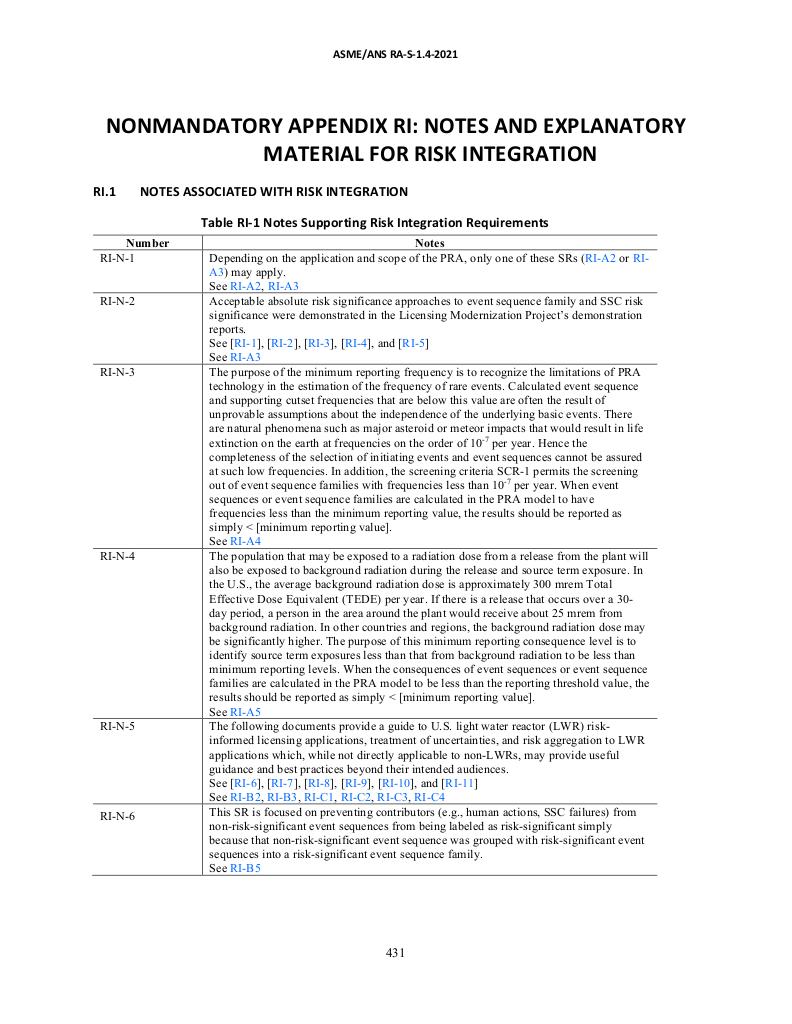 ASME/ANS RA-S-1.4-2021
NONMANDATORY APPENDIX RI: NOTES AND EXPLANATORY
MATERIAL FOR RISK INTEGRATION
RI.1 NOTES ASSOCIATED WITH RISK INTEGRATION
Table RI-1 Notes Supporting Risk Integration Requirements
Number Notes
RI-N-1 Depending on the application and scope of the PRA, only one of these SRs (RI-A2 or RI-
A3) may apply.
See RI-A2, RI-A3
RI-N-2 Acceptable absolute risk significance approaches to event sequence family and SSC risk
significance were demonstrated in the Licensing Modernization Project's demonstration
reports.
See [RI-1], [RI-2], [RI-3], [RI-4], and [RI-5]
See RI-A3
RI-N-3 The purpose of the minimum reporting frequency is to recognize the limitations of PRA
technology in the estimation of the frequency of rare events. Calculated event sequence
and supporting cutset frequencies that are below this value are often the result of
unprovable assumptions about the independence of the underlying basic events. There
are natural phenomena such as major asteroid or meteor impacts that would result in life
extinction on the earth at frequencies on the order of 10-7 per year. Hence the
completeness of the selection of initiating events and event sequences cannot be assured
at such low frequencies. In addition, the screening criteria SCR-1 permits the screening
out of event sequence families with frequencies less than 10-7 per year. When event
sequences or event sequence families are calculated in the PRA model to have
frequencies less than the minimum reporting value, the results should be reported as
simply < [minimum reporting value].
See RI-A4
RI-N-4 The population that may be exposed to a radiation dose from a release from the plant will
also be exposed to background radiation during the release and source term exposure. In
the U.S., the average background radiation dose is approximately 300 mrem Total
Effective Dose Equivalent (TEDE) per year. If there is a release that occurs over a 30-
day period, a person in the area around the plant would receive about 25 mrem from
background radiation. In other countries and regions, the background radiation dose may
be significantly higher. The purpose of this minimum reporting consequence level is to
identify source term exposures less than that from background radiation to be less than
minimum reporting levels. When the consequences of event sequences or event sequence
families are calculated in the PRA model to be less than the reporting threshold value, the
results should be reported as simply < [minimum reporting value].
See RI-A5
RI-N-5 The following documents provide a guide to U.S. light water reactor (LWR) risk-
informed licensing applications, treatment of uncertainties, and risk aggregation to LWR
applications which, while not directly applicable to non-LWRs, may provide useful
guidance and best practices beyond their intended audiences.
See [RI-6], [RI-7], [RI-8], [RI-9], [RI-10], and [RI-11]
See RI-B2, RI-B3, RI-C1, RI-C2, RI-C3, RI-C4
RI-N-6 This SR is focused on preventing contributors (e.g., human actions, SSC failures) from
non-risk-significant event sequences from being labeled as risk-significant simply
because that non-risk-significant event sequence was grouped with risk-significant event
sequences into a risk-significant event sequence family.
See RI-B5
431